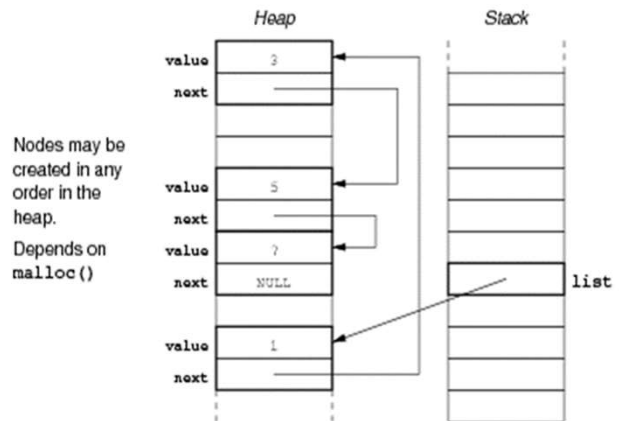 Heap Stack
value 3
next
Nodes may be
created in any
order in the
heap.
Depends on
malloc()
value 5
next
value 7
next NULL
list
value 1
next